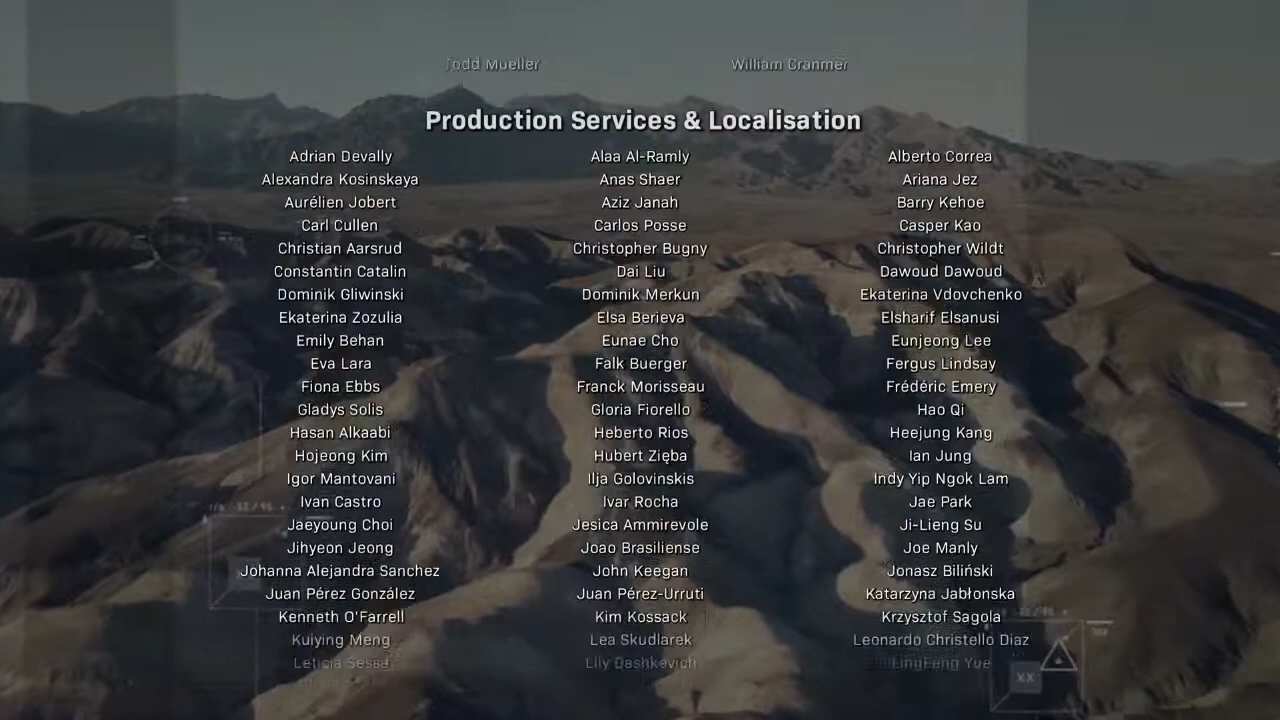 Todd Mueller William Cranmer
Production Services & Localisation
Adrian Devally Alaa Al-Ramly Alberto Correa
Alexandra Kosinskaya Anas Shaer Ariana Jez
Aurélien Jobert Aziz Janah Barry Kehoe
Carl Cullen Carlos Posse Casper Kao
Christian Aarsrud Christopher Bugny Christopher Wildt
Constantin Catalin Dai Liu Dawoud Dawoud
Dominik Gliwinski Dominik Merkun Ekaterina Vdovchenko
Ekaterina Zozulia Elsa Berieva Elsharif Elsanusi
Emily Behan Eunae Cho Eunjeong Lee
Eva Lara Falk Buerger Fergus Lindsay
Fiona Ebbs Franck Morisseau Frédéric Emery
Gladys Solis Gloria Fiorello Hao Qi
Hasan Alkaabi Heberto Rios Heejung Kang
Hojeong Kim Hubert Zięba Ian Jung
Igor Mantovani Ilja Golovinskis Indy Yip Ngok Lam
Ivan Castro Ivar Rocha Jae Park
Jaeyoung Choi Jesica Ammirevole Ji-Lieng Su
Jihyeon Jeong Joao Brasiliense Joe Manly
Johanna Alejandra Sanchez John Keegan Jonasz Biliński
Juan Pérez González Juan Pérez-Urruti Katarzyna Jabłonska
Kenneth O'Farrell Kim Kossack Krzysztof Sagola
Kuiying Meng Lea Skudlarek Leonardo Christello Diaz
Leticia Sesse Lily Dashkevich LingFeng Yue
XX